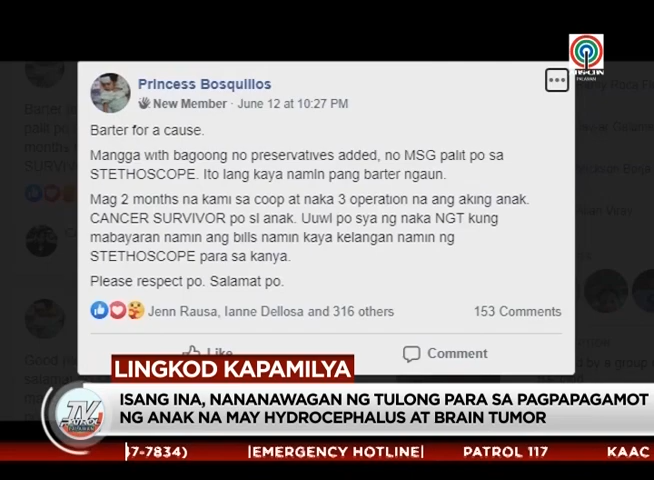 Princess Bosquillos
New Member · June 12 at 10:27 PM
Barter for a cause.
Mangga with bagoong no preservatives added, no MSG palit po sa
STETHOSCOPE. Ito lang kaya namin pang barter ngaun.
Mag 2 months na kami sa coop at naka 3 operation na ang aking anak.
CANCER SURVIVOR po si anak. Uuwi po sya ng naka NGT kung
mabayaran namin ang bills namin kaya kelangan namin ng
STETHOSCOPE para sa kanya.
Please respect po. Salamat po.
Jenn Rausa, Ianne Dellosa and 316 others
153 Comments
Like
Comment
LINGKOD KAPAMILYA
ISANG INA, NANANAWAGAN NG TULONG PARA SA PAGPAPAGAMOT
NG ANAK NA MAY HYDROCEPHALUS AT BRAIN TUMOR
TV
PATROL
37-7834) |EMERGENCY HOTLINE| PATROL 117 KAAC